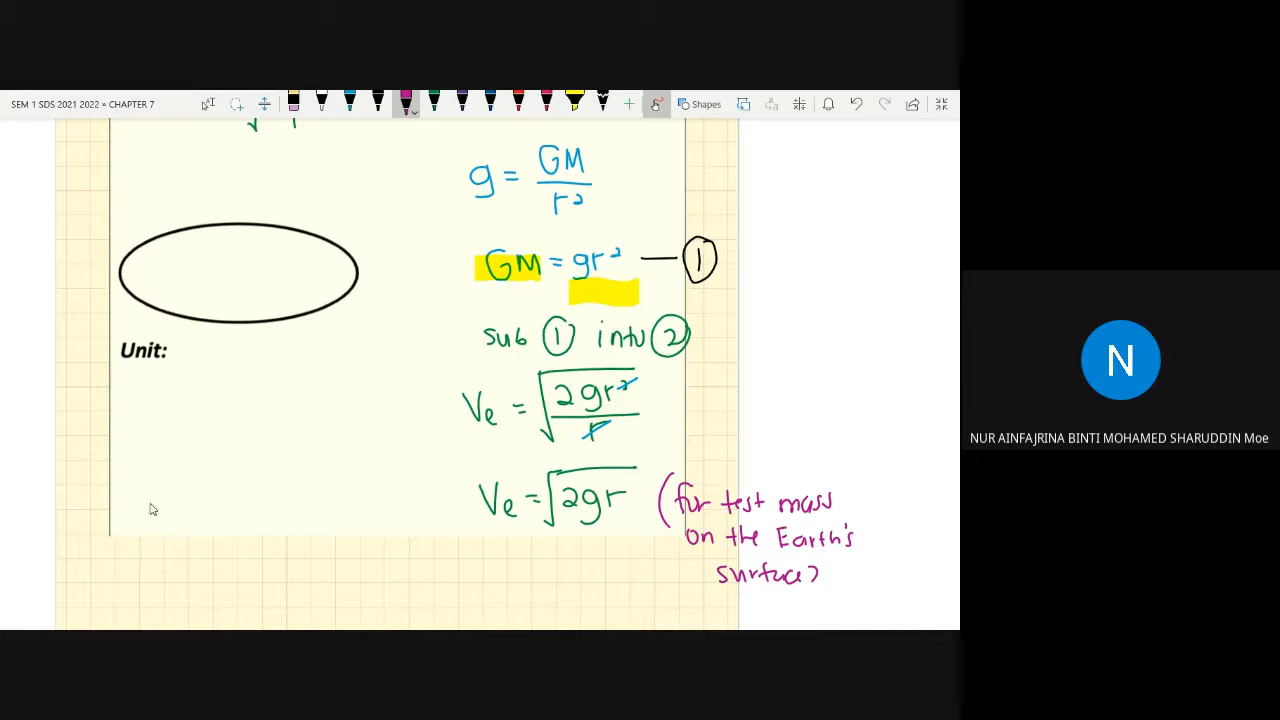 SEM 1 SDS 2021 2022 » CHAPTER 7
Shapes
g = GM/r²
GM = gr² — ①
Unit:
sub ① into ②
Ve = √(2gr²/r)
Ve = √2gr (for test mass
on the Earth's
surface)
N
NUR AINFAJRINA BINTI MOHAMED SHARUDDIN Moe